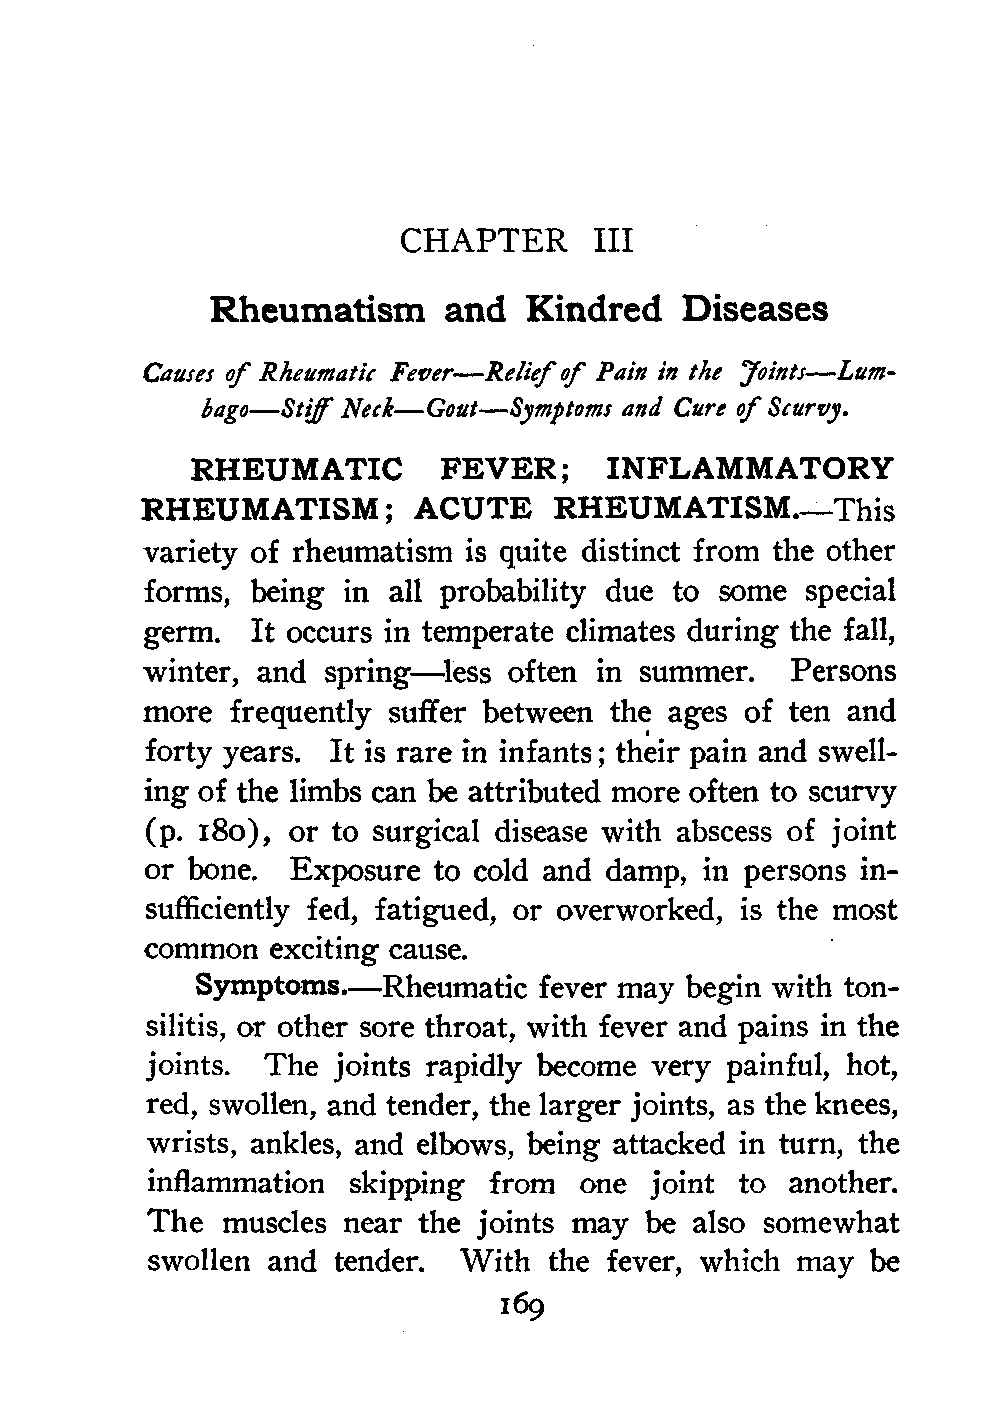 CHAPTER III
Rheumatism and Kindred Diseases
Causes of Rheumatic Fever—Relief of Pain in the Joints—Lum-
bago—Stiff Neck—Gout—Symptoms and Cure of Scurvy.
RHEUMATIC FEVER; INFLAMMATORY
RHEUMATISM; ACUTE RHEUMATISM.—This
variety of rheumatism is quite distinct from the other
forms, being in all probability due to some special
germ. It occurs in temperate climates during the fall,
winter, and spring—less often in summer. Persons
more frequently suffer between the ages of ten and
forty years. It is rare in infants; their pain and swell-
ing of the limbs can be attributed more often to scurvy
(p. 180), or to surgical disease with abscess of joint
or bone. Exposure to cold and damp, in persons in-
sufficiently fed, fatigued, or overworked, is the most
common exciting cause.
Symptoms.—Rheumatic fever may begin with ton-
silitis, or other sore throat, with fever and pains in the
joints. The joints rapidly become very painful, hot,
red, swollen, and tender, the larger joints, as the knees,
wrists, ankles, and elbows, being attacked in turn, the
inflammation skipping from one joint to another.
The muscles near the joints may be also somewhat
swollen and tender. With the fever, which may be
169